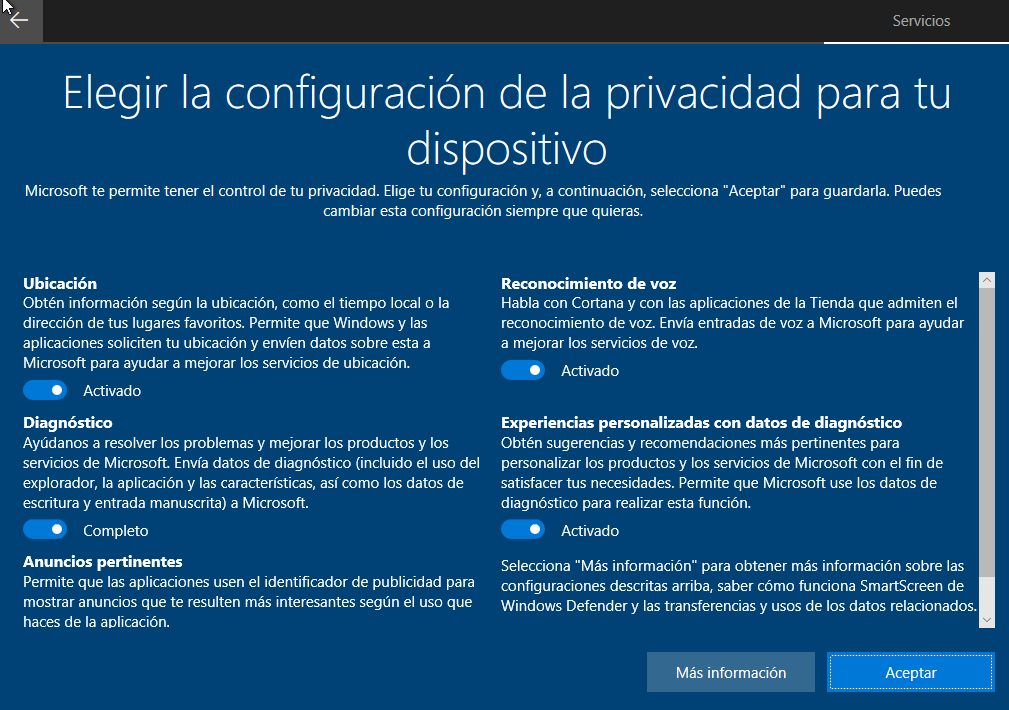 Servicios
Elegir la configuración de la privacidad para tu
dispositivo
Microsoft te permite tener el control de tu privacidad. Elige tu configuración y, a continuación, selecciona "Aceptar" para guardarla. Puedes
cambiar esta configuración siempre que quieras.
Ubicación
Obtén información según la ubicación, como el tiempo local o la
dirección de tus lugares favoritos. Permite que Windows y las
aplicaciones soliciten tu ubicación y envíen datos sobre esta a
Microsoft para ayudar a mejorar los servicios de ubicación.
Activado
Diagnóstico
Ayúdanos a resolver los problemas y mejorar los productos y los
servicios de Microsoft. Envía datos de diagnóstico (incluido el uso del
explorador, la aplicación y las características, así como los datos de
escritura y entrada manuscrita) a Microsoft.
Completo
Anuncios pertinentes
Permite que las aplicaciones usen el identificador de publicidad para
mostrar anuncios que te resulten más interesantes según el uso que
haces de la aplicación.
Reconocimiento de voz
Habla con Cortana y con las aplicaciones de la Tienda que admiten el
reconocimiento de voz. Envía entradas de voz a Microsoft para ayudar
a mejorar los servicios de voz.
Activado
Experiencias personalizadas con datos de diagnóstico
Obtén sugerencias y recomendaciones más pertinentes para
personalizar los productos y los servicios de Microsoft con el fin de
satisfacer tus necesidades. Permite que Microsoft use los datos de
diagnóstico para realizar esta función.
Activado
Selecciona "Más información" para obtener más información sobre las
configuraciones descritas arriba, saber cómo funciona SmartScreen de
Windows Defender y las transferencias y usos de los datos relacionados.
Más información
Aceptar